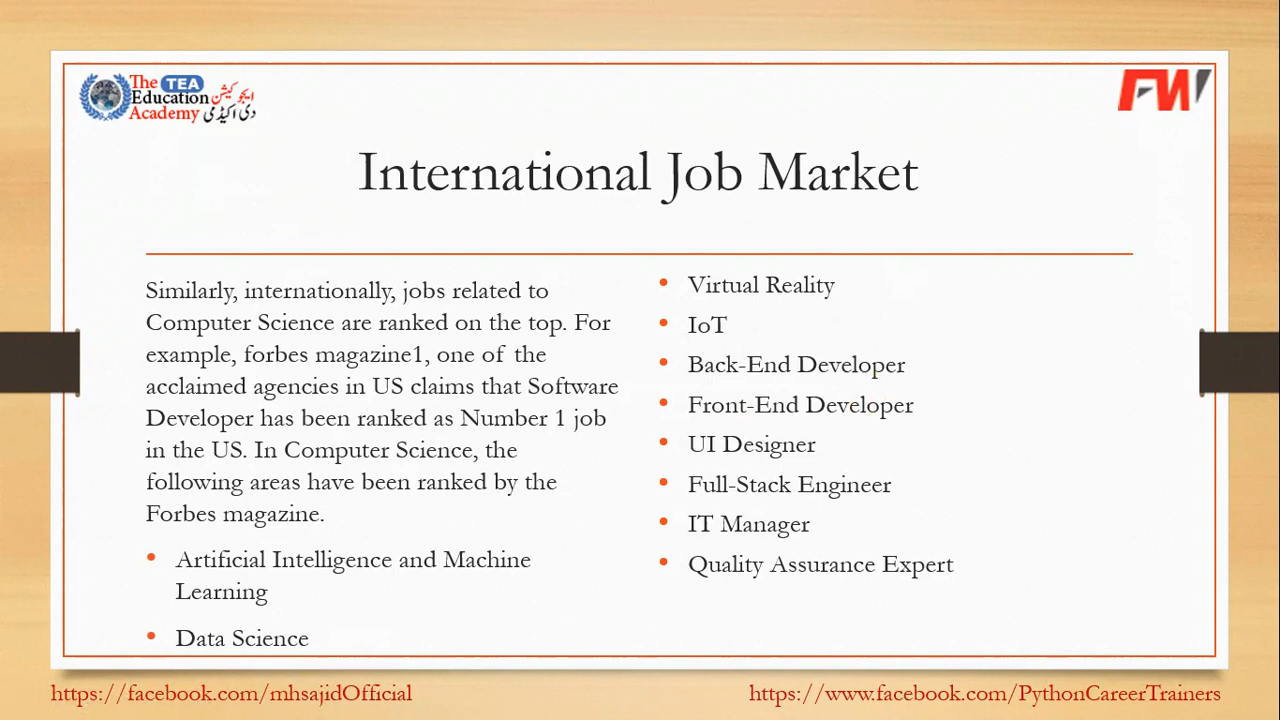 The TEA
Education ایجوکیشن
Academy دی اکیڈمی
FW
International Job Market
Similarly, internationally, jobs related to
Computer Science are ranked on the top. For
example, forbes magazine1, one of the
acclaimed agencies in US claims that Software
Developer has been ranked as Number 1 job
in the US. In Computer Science, the
following areas have been ranked by the
Forbes magazine.
• Artificial Intelligence and Machine
Learning
• Data Science
• Virtual Reality
• IoT
• Back-End Developer
• Front-End Developer
• UI Designer
• Full-Stack Engineer
• IT Manager
• Quality Assurance Expert
https://facebook.com/mhsajidOfficial
https://www.facebook.com/PythonCareerTrainers